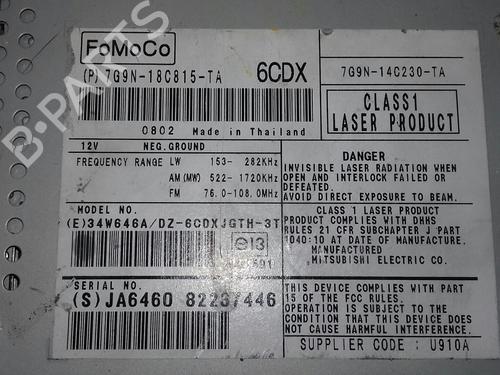 FoMoCo
(P) 7G9N-18C815-TA
6CDX
0802 Made in Thailand
12V NEG.GROUND
FREQUENCY RANGE LW 153- 282KHz
AM(MW) 522- 1720KHz
FM 76.0-108.0MHz
MODEL NO.
(E)34W646A/DZ-6CDXJGTH-3T
e13
SERIAL NO.
(S)JA6460 82237446
7G9N-14C230-TA
CLASS1
LASER PRODUCT
DANGER
INVISIBLE LASER RADIATION WHEN
OPEN AND INTERLOCK FAILED OR
DEFEATED.
AVOID DIRECT EXPOSURE TO BEAM.
CLASS 1 LASER PRODUCT
PRODUCT COMPLIES WITH DHHS
RULES 21 CFR SUBCHAPTER J PART
1040:10 AT DATE OF MANUFACTURE.
MANUFACTURED
MITSUBISHI ELECTRIC CO.
THIS DEVICE COMPLIES WITH PART
15 OF THE FCC RULES.
OPERATION IS SUBJECT TO THE
CONDITION THAT THIS DEVICE DOES
NOT CAUSE HARMFUL INTERFERENCE.
SUPPLIER CODE : U910A
B-PARTS